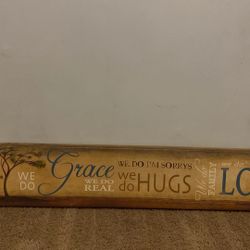 WE DO
Grace
WE DO
REAL
WE DO I'M SORRYS
we do HUGS
We do
FAMILY
LO